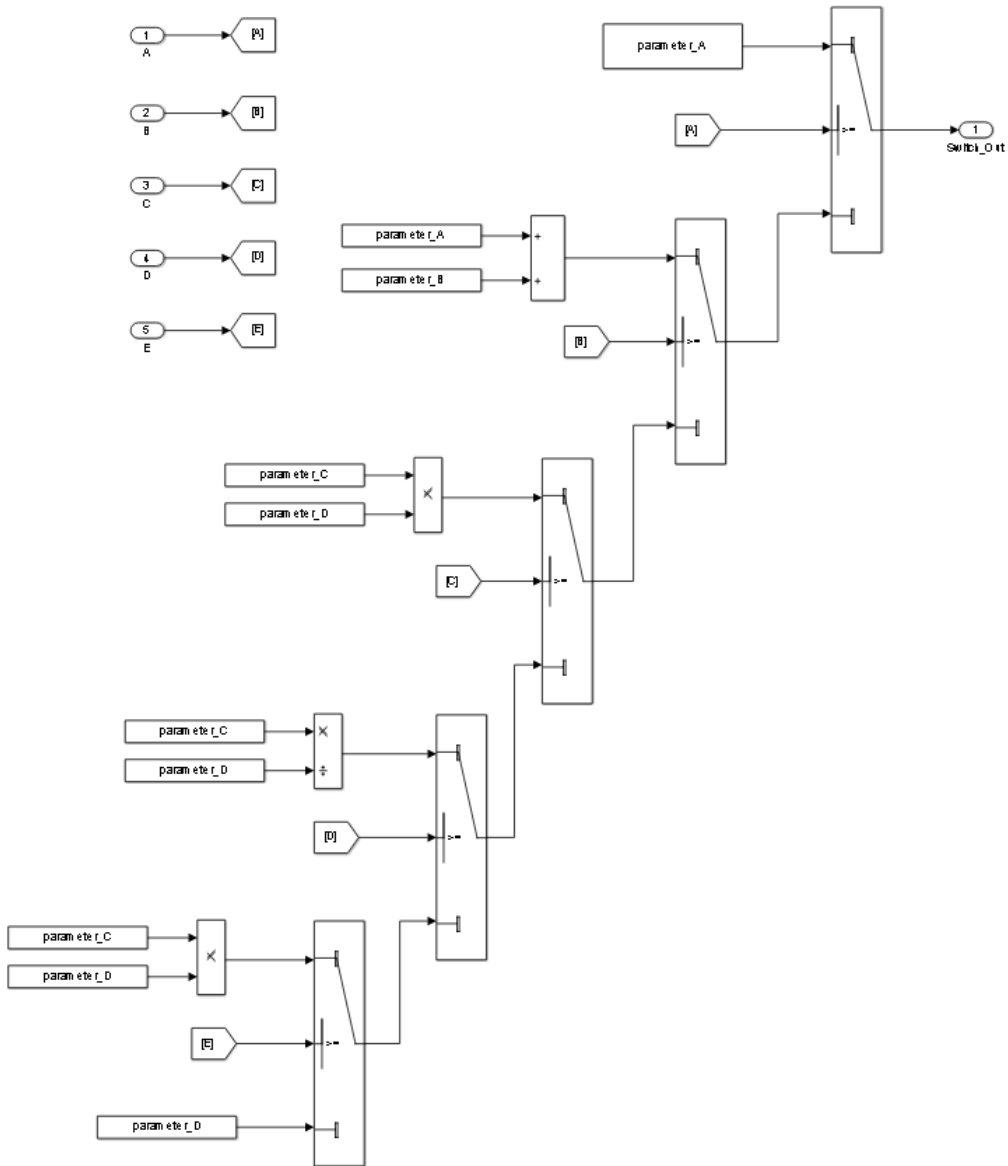 1
[A]
A
parameter_A
2
[B]
B
[A]
>=
1
Switch_Out
3
[C]
C
parameter_A
+
parameter_B
+
4
[D]
D
5
[E]
E
[B]
>=
parameter_C
×
parameter_D
[C]
>=
parameter_C
×
parameter_D
÷
[D]
>=
parameter_C
×
parameter_D
[E]
>=
parameter_D